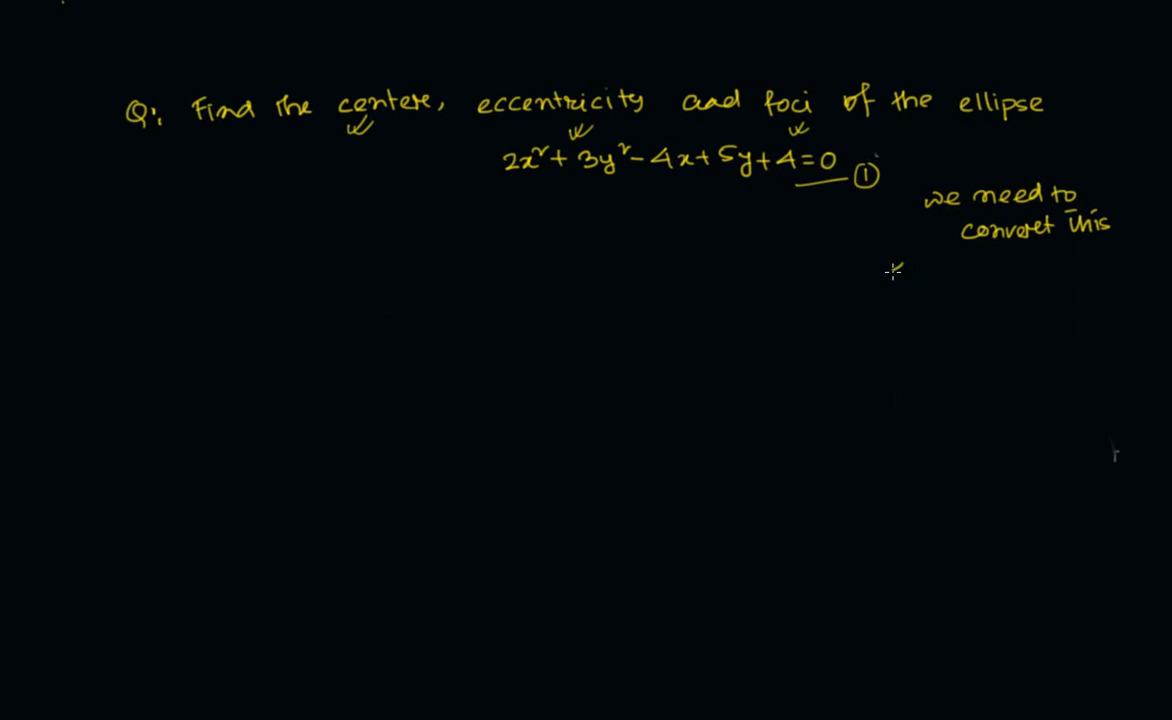 Q: Find the centere, eccentricity and foci of the ellipse
2x² + 3y² - 4x + 5y + 4 = 0 ①
we need to
converet this